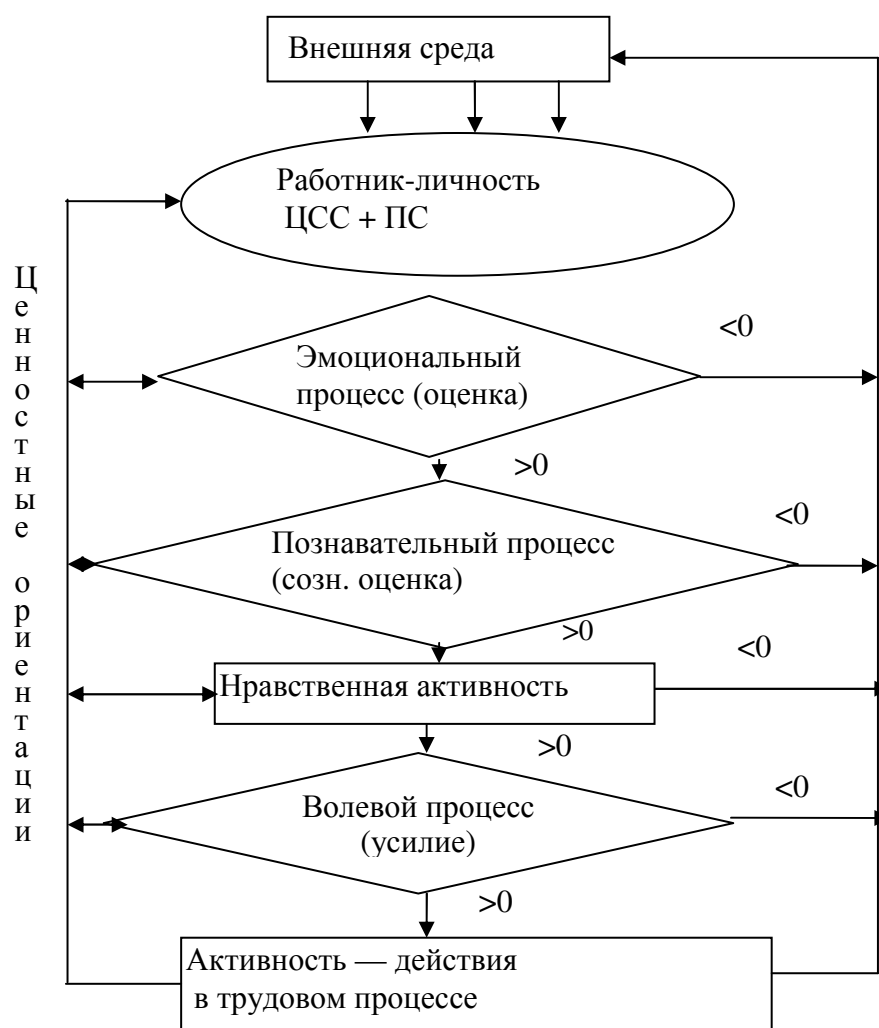 Внешняя среда
Работник-личность
ЦСС + ПС
Ценностные ориентации
<0
Эмоциональный
процесс (оценка)
>0
<0
Познавательный процесс
(созн. оценка)
>0
<0
Нравственная активность
>0
<0
Волевой процесс
(усилие)
>0
Активность — действия
в трудовом процессе